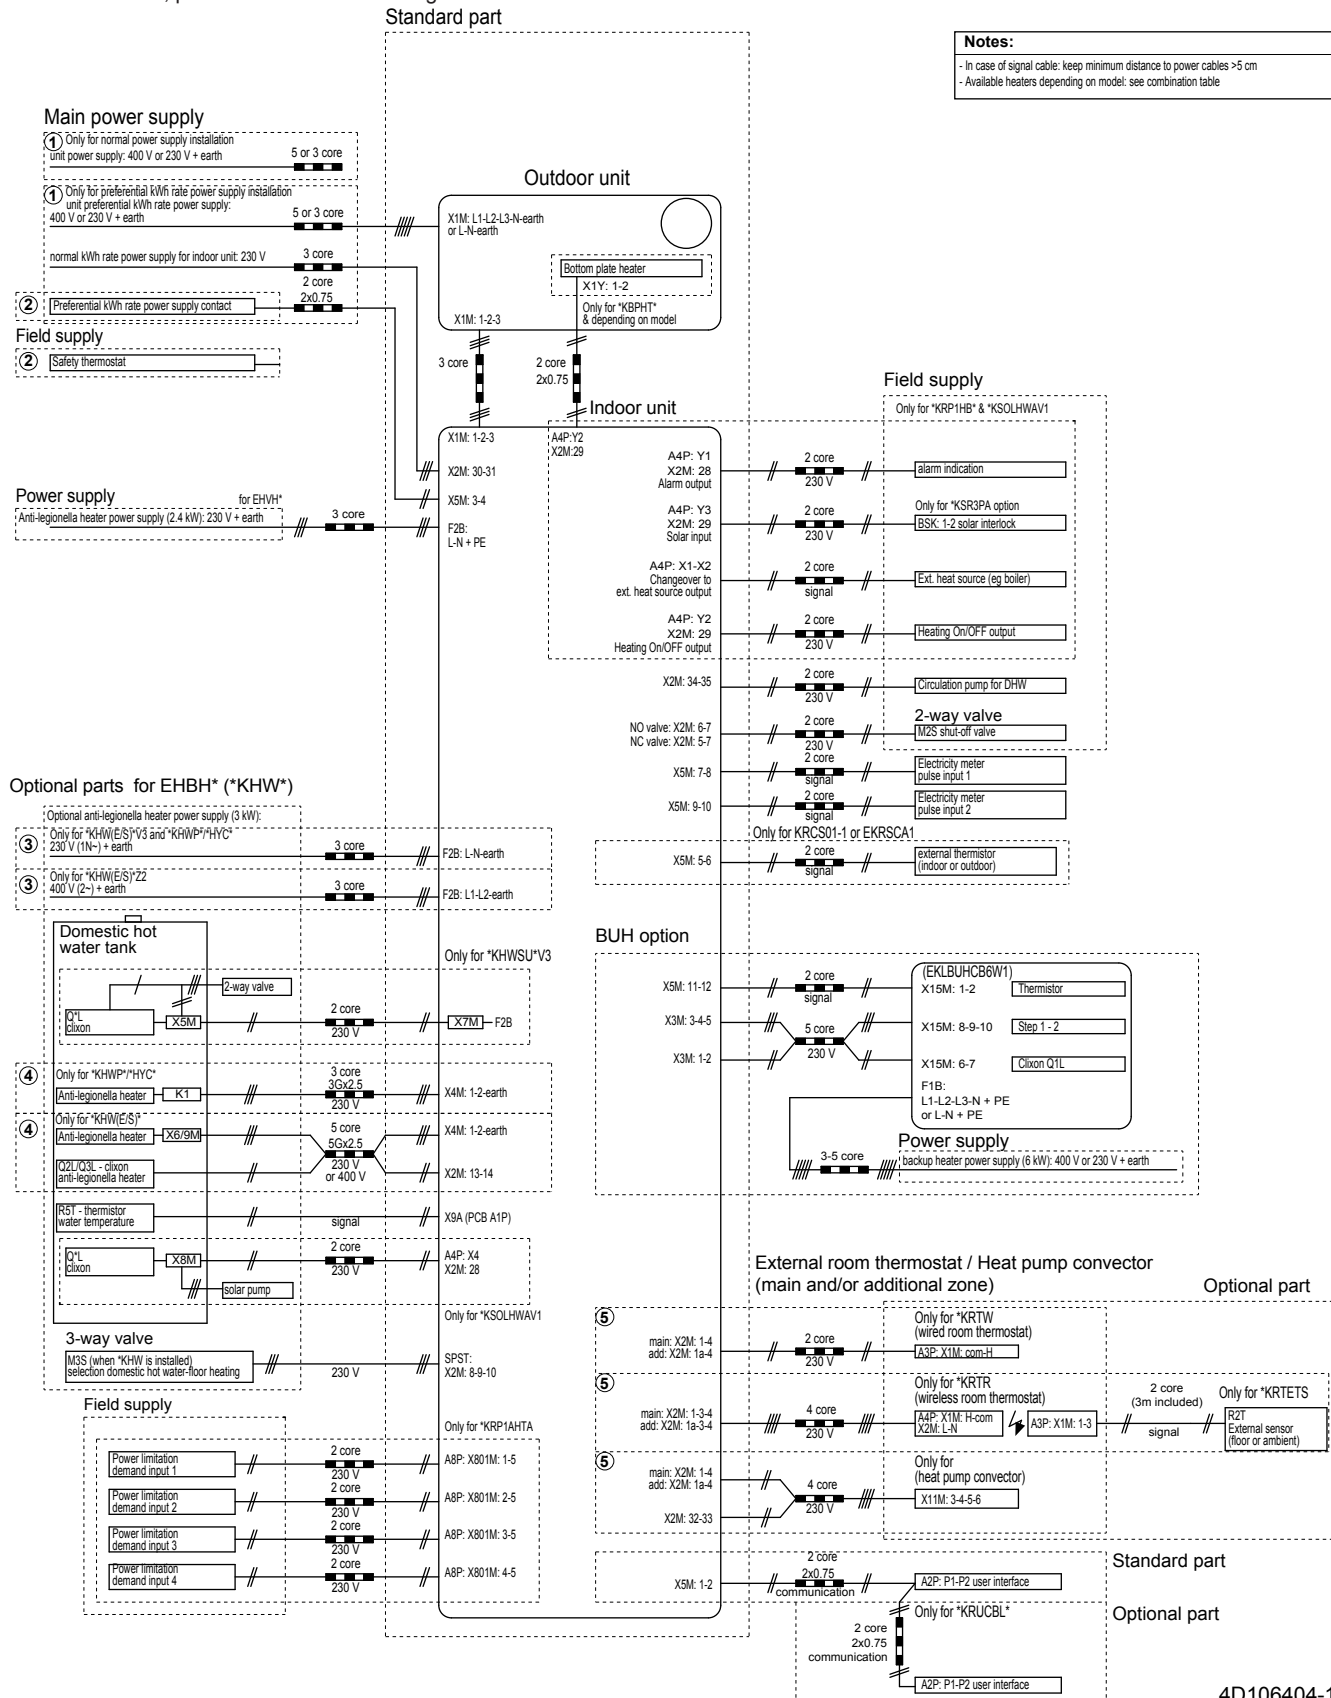 Standard part
Notes:
- In case of signal cable: keep minimum distance to power cables >5 cm
- Available heaters depending on model: see combination table
Main power supply
1 Only for normal power supply installation
unit power supply: 400 V or 230 V + earth
5 or 3 core
1 Only for preferential kWh rate power supply installation
unit preferential kWh rate power supply:
400 V or 230 V + earth
5 or 3 core
normal kWh rate power supply for indoor unit: 230 V
3 core
2 core
2x0.75
2 Preferential kWh rate power supply contact
Field supply
2 Safety thermostat
Outdoor unit
X1M: L1-L2-L3-N-earth
or L-N-earth
Bottom plate heater
X1Y: 1-2
Only for *KBPHT*
& depending on model
X1M: 1-2-3
3 core
2 core
2x0.75
Indoor unit
X1M: 1-2-3
A4P:Y2
X2M:29
X2M: 30-31
X5M: 3-4
F2B:
L-N + PE
Power supply
for EHVH*
Anti-legionella heater power supply (2.4 kW): 230 V + earth
3 core
Field supply
Only for *KRP1HB* & *KSOLHWAV1
A4P: Y1
X2M: 28
Alarm output
2 core
230 V
alarm indication
A4P: Y3
X2M: 29
Solar input
2 core
230 V
Only for *KSR3PA option
BSK: 1-2 solar interlock
A4P: X1-X2
Changeover to
ext. heat source output
2 core
signal
Ext. heat source (eg boiler)
A4P: Y2
X2M: 29
Heating On/OFF output
2 core
230 V
Heating On/OFF output
X2M: 34-35
2 core
230 V
Circulation pump for DHW
NO valve: X2M: 6-7
NC valve: X2M: 5-7
2 core
230 V
2-way valve
M2S shut-off valve
X5M: 7-8
2 core
signal
Electricity meter
pulse input 1
X5M: 9-10
2 core
signal
Electricity meter
pulse input 2
Only for KRCS01-1 or EKRSCA1
X5M: 5-6
2 core
signal
external thermistor
(indoor or outdoor)
Optional parts for EHBH* (*KHW*)
Optional anti-legionella heater power supply (3 kW):
3 Only for *KHW(E/S)*V3 and *KHWP*/*HYC*
230 V (1N~) + earth
3 core
F2B: L-N-earth
3 Only for *KHW(E/S)*Z2
400 V (2~) + earth
3 core
F2B: L1-L2-earth
Domestic hot
water tank
Only for *KHWSU*V3
2-way valve
Q*L
clixon
X5M
2 core
230 V
X7M
F2B
4 Only for *KHWP*/*HYC*
Anti-legionella heater
K1
3 core
3Gx2.5
230 V
X4M: 1-2-earth
4 Only for *KHW(E/S)*
Anti-legionella heater
X6/9M
5 core
5Gx2.5
230 V
or 400 V
X4M: 1-2-earth
Q2L/Q3L - clixon
anti-legionella heater
X2M: 13-14
R5T - thermistor
water temperature
signal
X9A (PCB A1P)
Q*L
clixon
X8M
2 core
230 V
A4P: X4
X2M: 28
solar pump
Only for *KSOLHWAV1
3-way valve
M3S (when *KHW is installed)
selection domestic hot water-floor heating
230 V
SPST:
X2M: 8-9-10
Field supply
Only for *KRP1AHTA
Power limitation
demand input 1
2 core
230 V
A8P: X801M: 1-5
Power limitation
demand input 2
2 core
230 V
A8P: X801M: 2-5
Power limitation
demand input 3
2 core
230 V
A8P: X801M: 3-5
Power limitation
demand input 4
2 core
230 V
A8P: X801M: 4-5
BUH option
(EKLBUHCB6W1)
X5M: 11-12
2 core
signal
X15M: 1-2
Thermistor
X3M: 3-4-5
5 core
230 V
X15M: 8-9-10
Step 1 - 2
X3M: 1-2
X15M: 6-7
Clixon Q1L
F1B:
L1-L2-L3-N + PE
or L-N + PE
Power supply
3-5 core
backup heater power supply (6 kW): 400 V or 230 V + earth
External room thermostat / Heat pump convector
(main and/or additional zone)
Optional part
5
main: X2M: 1-4
add: X2M: 1a-4
2 core
230 V
Only for *KRTW
(wired room thermostat)
A3P: X1M: com-H
5
main: X2M: 1-3-4
add: X2M: 1a-3-4
4 core
230 V
Only for *KRTR
(wireless room thermostat)
A4P: X1M: H-com
X2M: L-N
A3P: X1M: 1-3
2 core
(3m included)
signal
Only for *KRTETS
R2T
External sensor
(floor or ambient)
5
main: X2M: 1-4
add: X2M: 1a-4
X2M: 32-33
4 core
230 V
Only for
(heat pump convector)
X11M: 3-4-5-6
X5M: 1-2
2 core
2x0.75
communication
A2P: P1-P2 user interface
Standard part
Only for *KRUCBL*
Optional part
2 core
2x0.75
communication
A2P: P1-P2 user interface